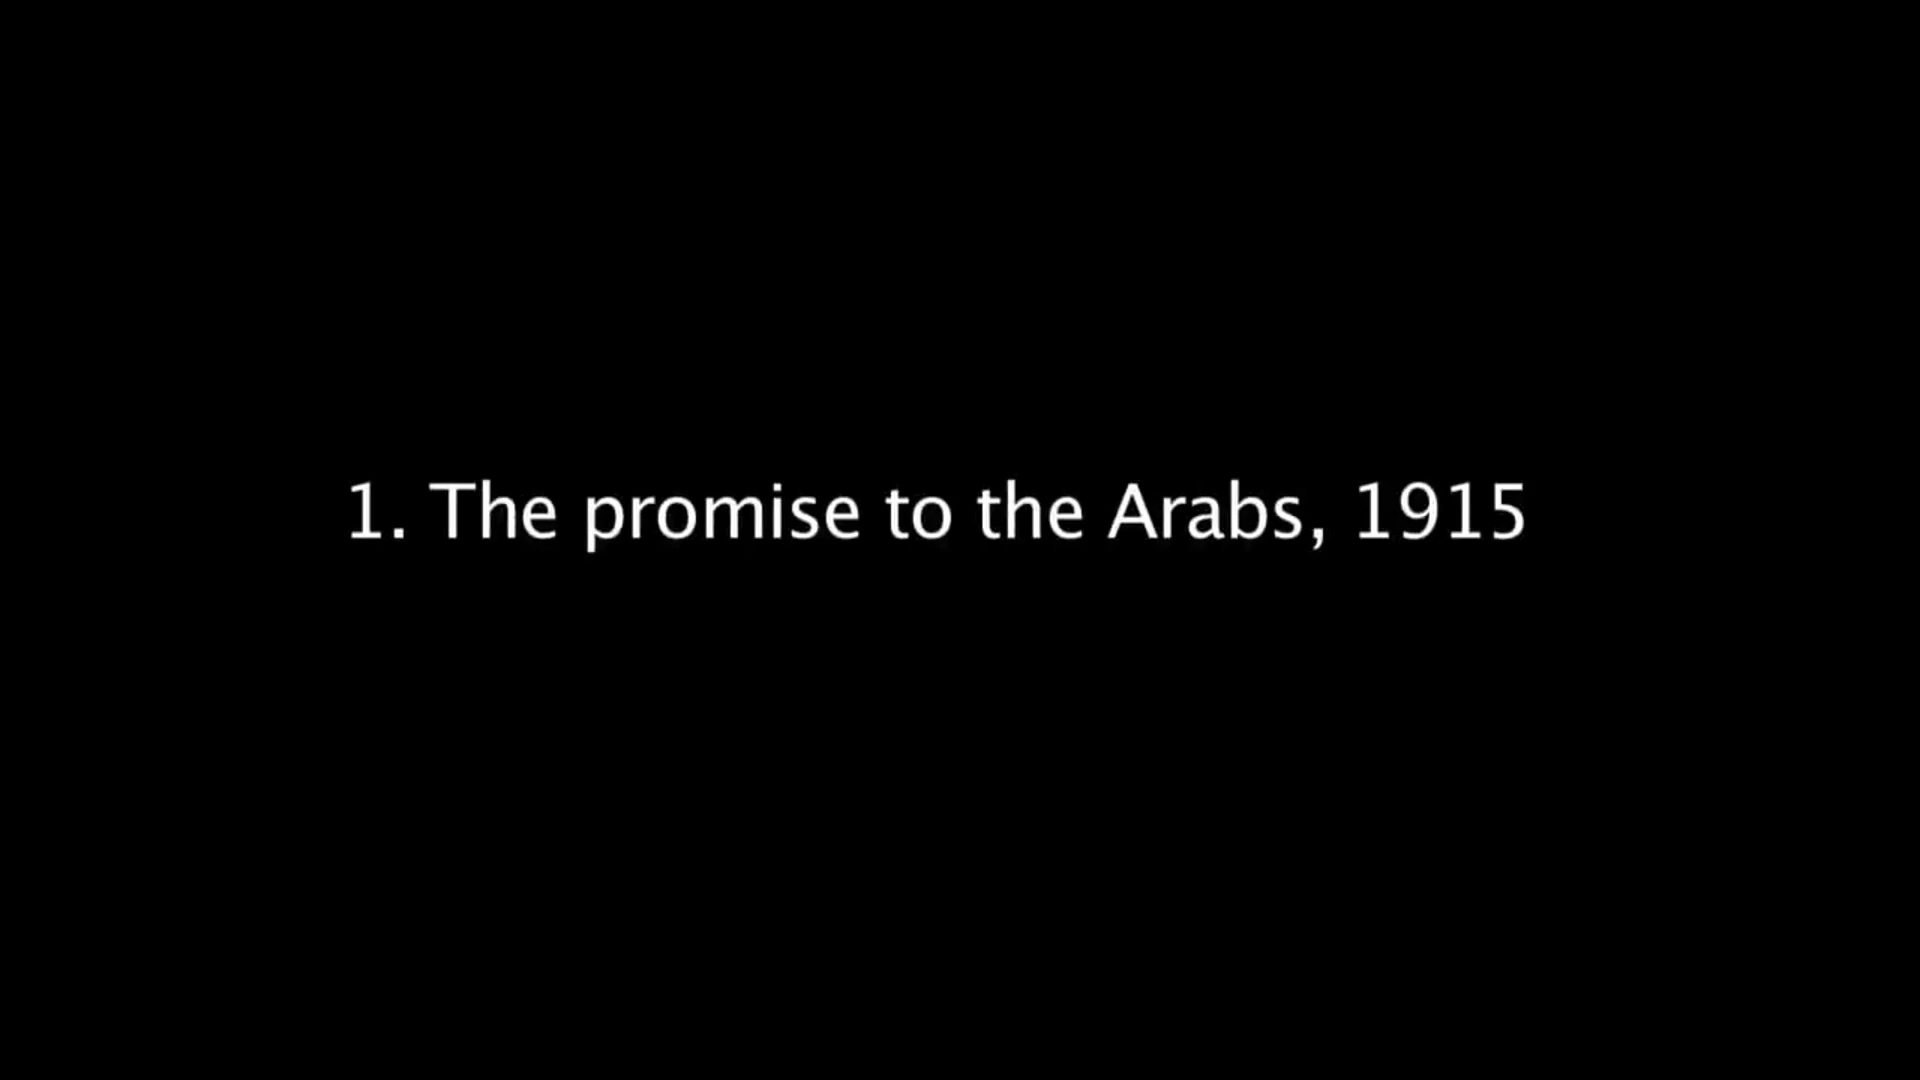 1. The promise to the Arabs, 1915